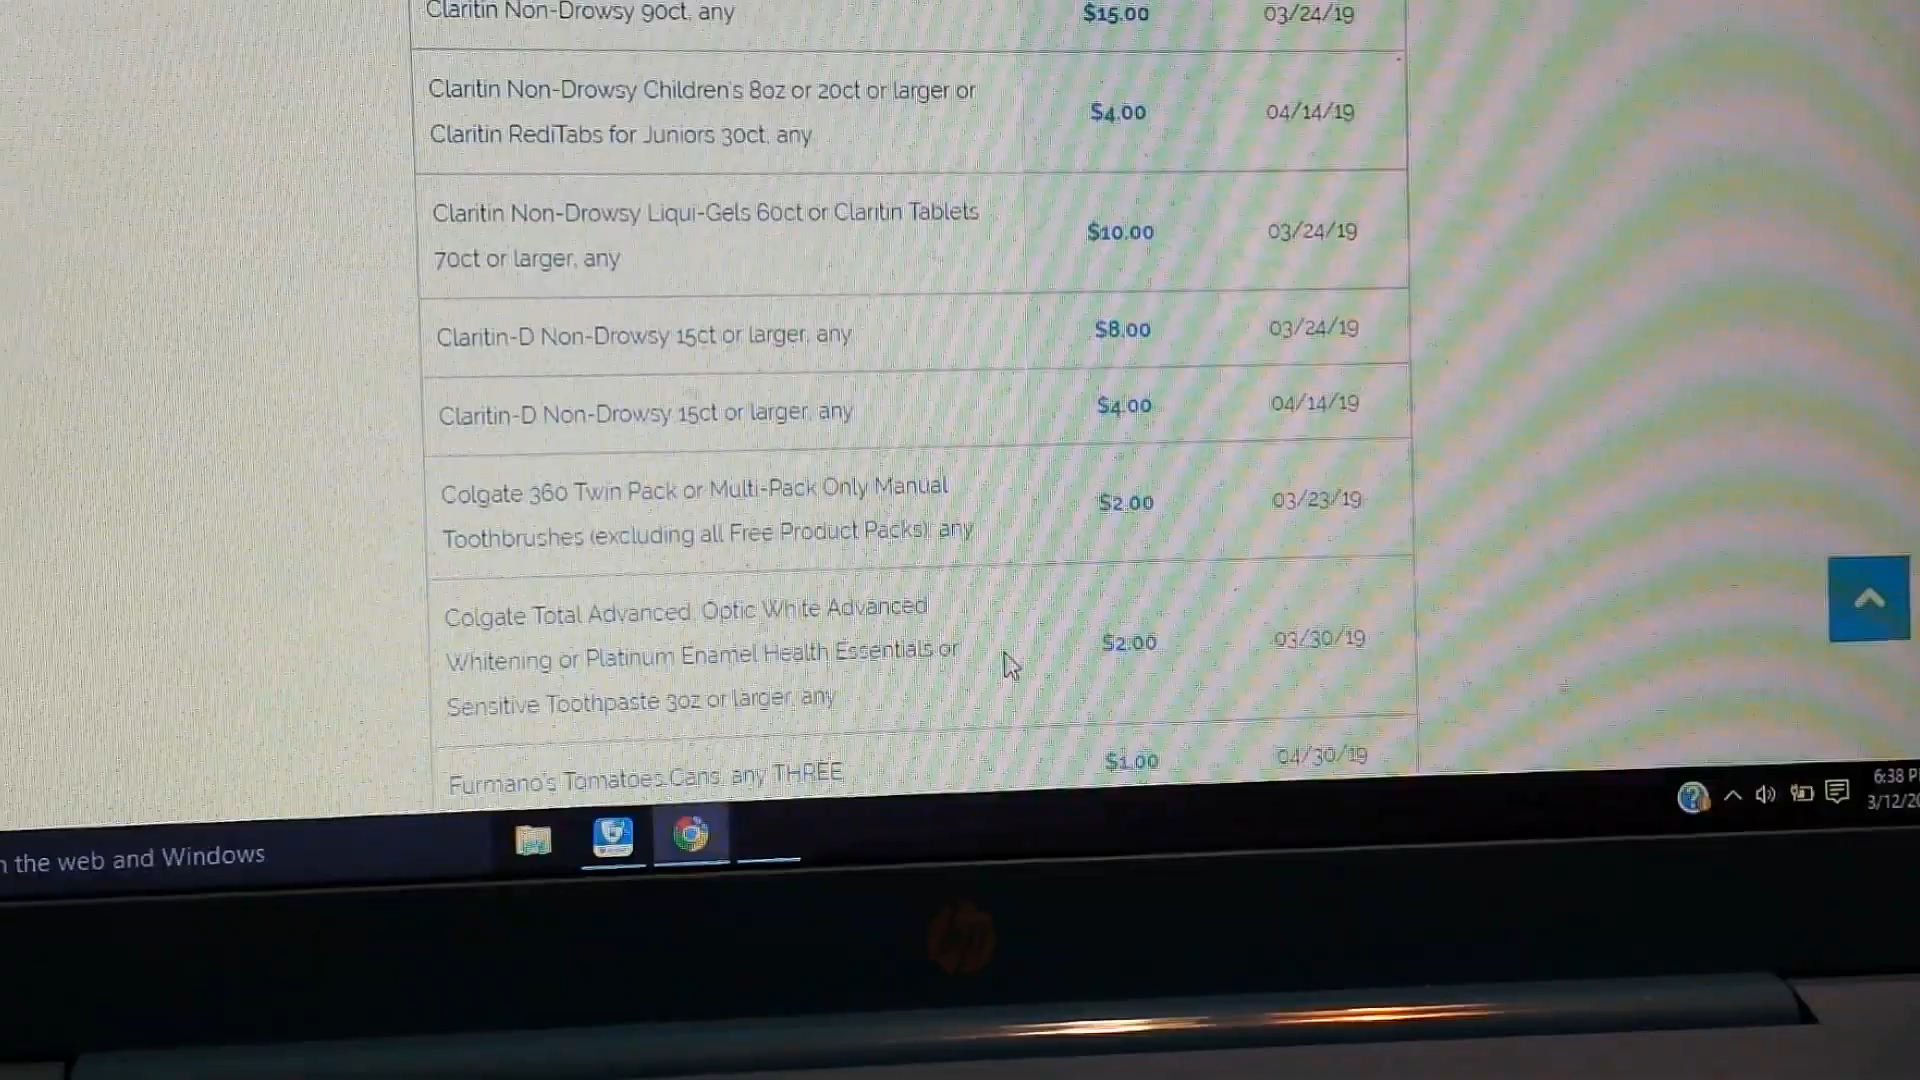 Claritin Non-Drowsy 90ct, any $15.00 03/24/19
Claritin Non-Drowsy Children's 8oz or 20ct or larger or
Claritin RediTabs for Juniors 30ct, any
$4.00 04/14/19
Claritin Non-Drowsy Liqui-Gels 60ct or Claritin Tablets
70ct or larger, any
$10.00 03/24/19
Claritin-D Non-Drowsy 15ct or larger, any $8.00 03/24/19
Claritin-D Non-Drowsy 15ct or larger, any $4.00 04/14/19
Colgate 360 Twin Pack or Multi-Pack Only Manual
Toothbrushes (excluding all Free Product Packs), any
$2.00 03/23/19
Colgate Total Advanced, Optic White Advanced
Whitening or Platinum Enamel Health Essentials or
Sensitive Toothpaste 3oz or larger, any
$2.00 03/30/19
Furmano's Tomatoes Cans, any THREE $1.00 04/30/19
6:38 P
3/12/20
the web and Windows
hp